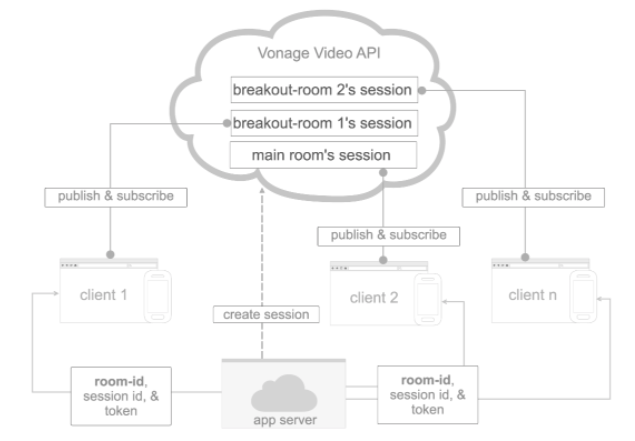 Vonage Video API
breakout-room 2's session
breakout-room 1's session
main room's session
publish & subscribe
publish & subscribe
publish & subscribe
client 1
client 2
client n
create session
room-id,
session id, &
token
room-id,
session id, &
token
app server